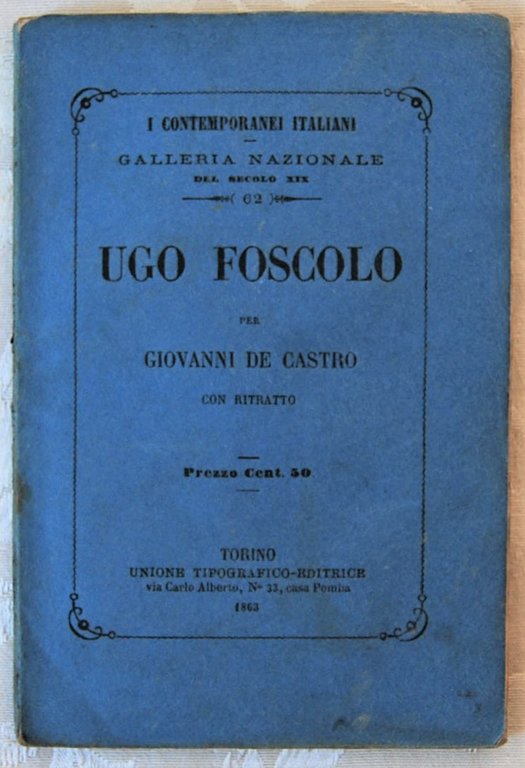 I CONTEMPORANEI ITALIANI
GALLERIA NAZIONALE
DEL SECOLO XIX
( 62 )
UGO FOSCOLO
PER
GIOVANNI DE CASTRO
CON RITRATTO
Prezzo Cent. 50
TORINO
UNIONE TIPOGRAFICO-EDITRICE
via Carlo Alberto, Nº 33, casa Pomba
1863